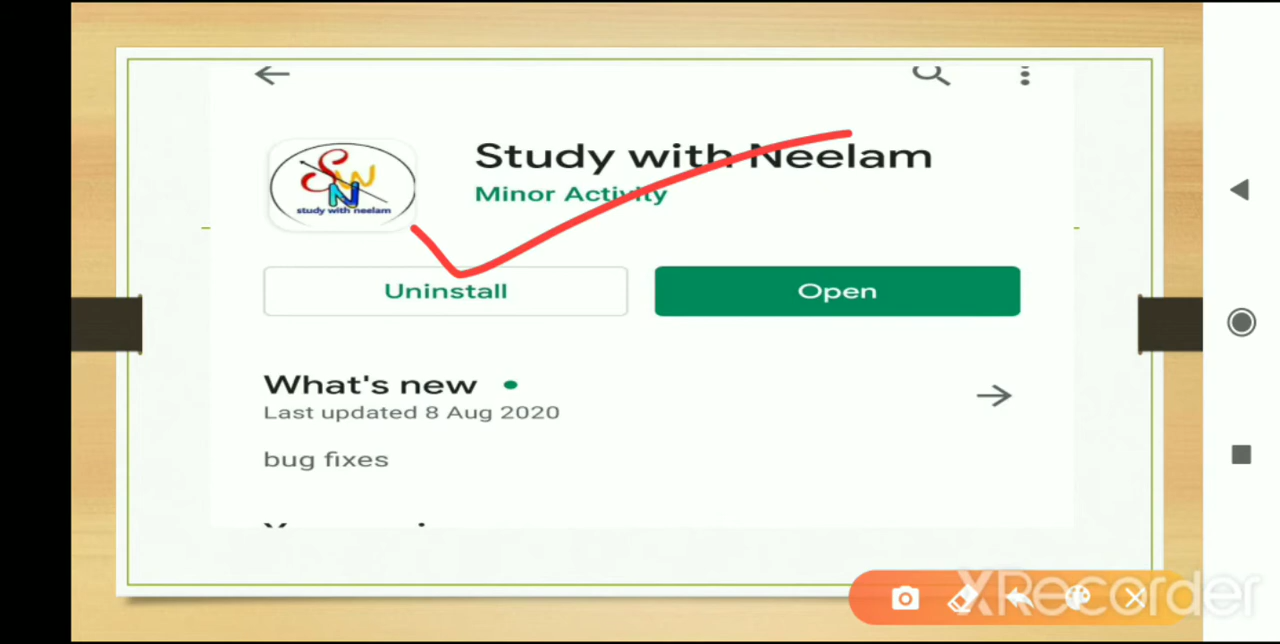 Study with Neelam
Minor Activity
SWN
study with neelam
Uninstall
Open
What's new
Last updated 8 Aug 2020
bug fixes
XRecorder